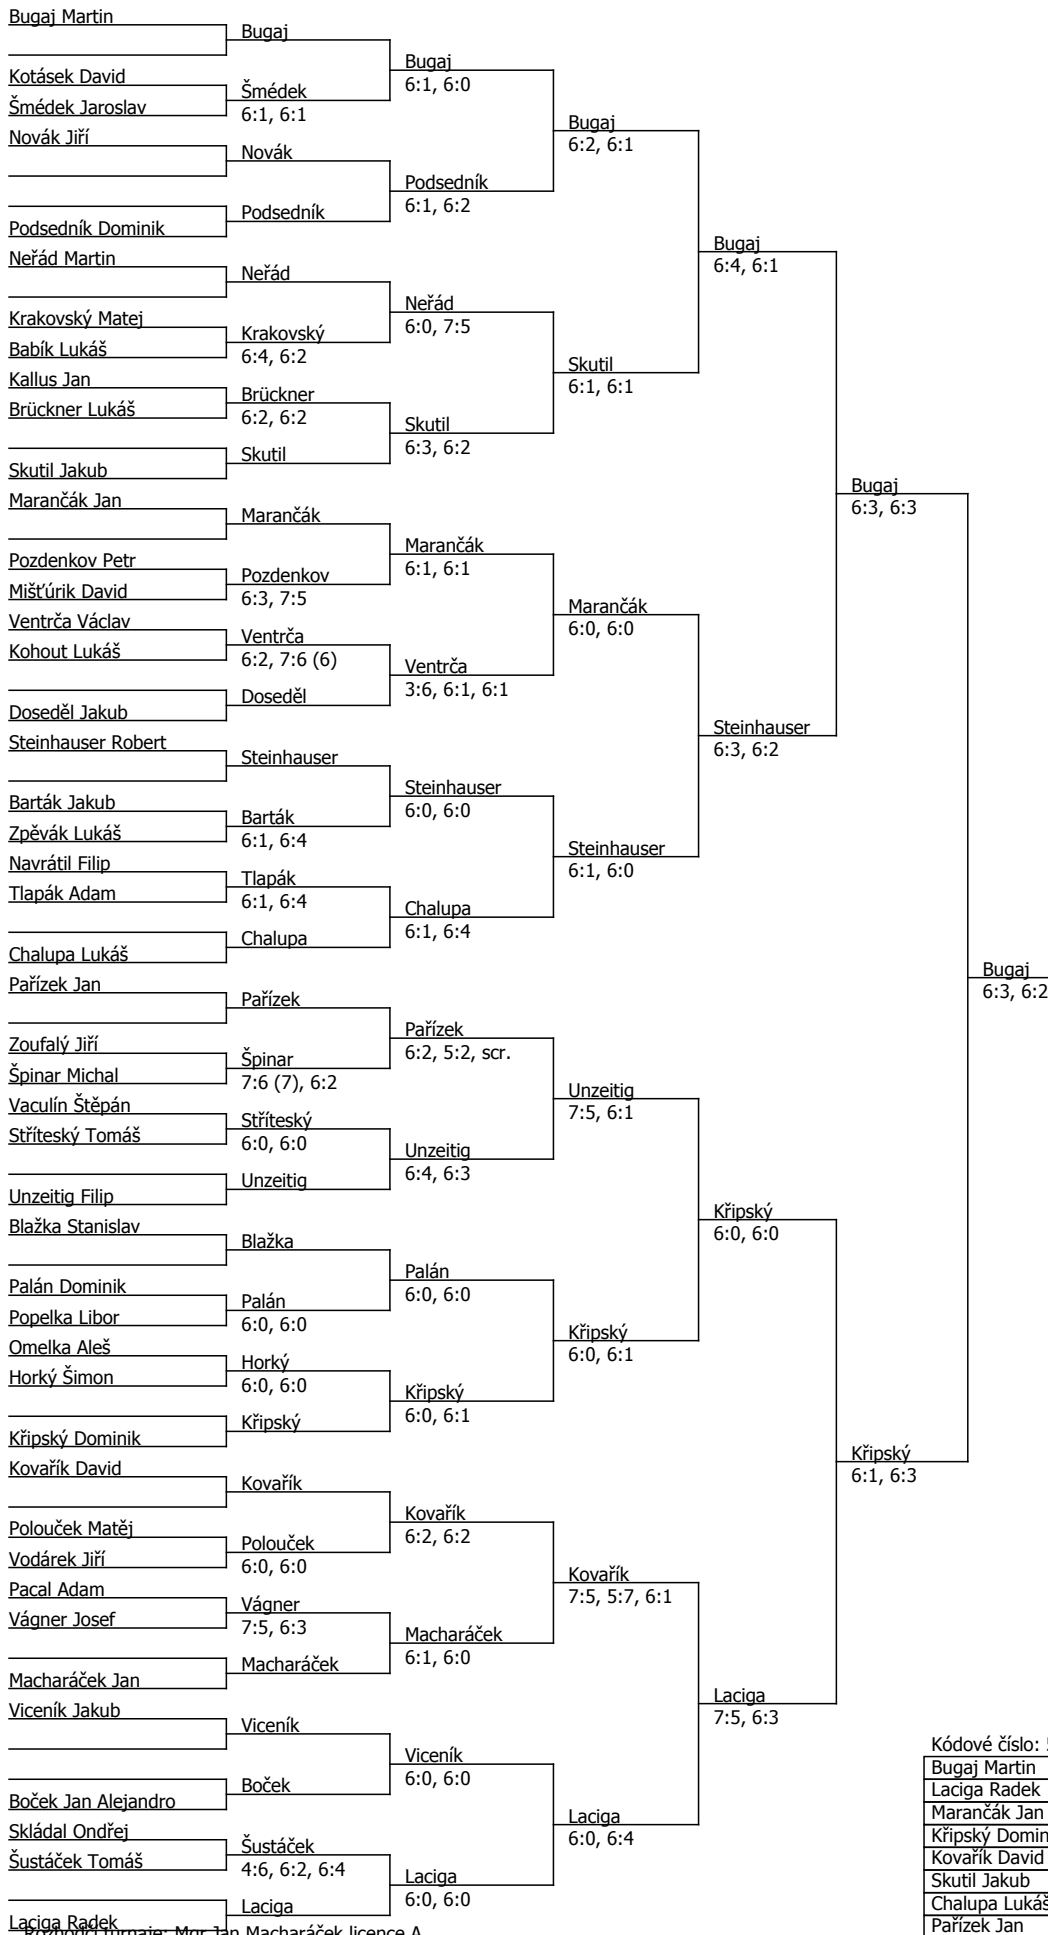 Bugaj Martin
Kotásek David
Šmédek Jaroslav
Novák Jiří
Podsedník Dominik
Neřád Martin
Krakovský Matej
Babík Lukáš
Kallus Jan
Brückner Lukáš
Skutil Jakub
Marančák Jan
Pozdenkov Petr
Mišťúrik David
Ventrča Václav
Kohout Lukáš
Doseděl Jakub
Steinhauser Robert
Barták Jakub
Zpěvák Lukáš
Navrátil Filip
Tlapák Adam
Chalupa Lukáš
Pařízek Jan
Zoufalý Jiří
Špinar Michal
Vaculín Štěpán
Stříteský Tomáš
Unzeitig Filip
Blažka Stanislav
Palán Dominik
Popelka Libor
Omelka Aleš
Horký Šimon
Křipský Dominik
Kovařík David
Polouček Matěj
Vodárek Jiří
Pacal Adam
Vágner Josef
Macharáček Jan
Viceník Jakub
Boček Jan Alejandro
Skládal Ondřej
Šustáček Tomáš
Laciga Radek
Bugaj
Šmédek
6:1, 6:1
Novák
Podsedník
Neřád
Krakovský
6:4, 6:2
Brückner
6:2, 6:2
Skutil
Marančák
Pozdenkov
6:3, 7:5
Ventrča
6:2, 7:6 (6)
Doseděl
Steinhauser
Barták
6:1, 6:4
Tlapák
6:1, 6:4
Chalupa
Pařízek
Špinar
7:6 (7), 6:2
Stříteský
6:0, 6:0
Unzeitig
Blažka
Palán
6:0, 6:0
Horký
6:0, 6:0
Křipský
Kovařík
Polouček
6:0, 6:0
Vágner
7:5, 6:3
Macharáček
Viceník
Boček
Šustáček
4:6, 6:2, 6:4
Laciga
Bugaj
6:1, 6:0
Podsedník
6:1, 6:2
Neřád
6:0, 7:5
Skutil
6:3, 6:2
Marančák
6:1, 6:1
Ventrča
3:6, 6:1, 6:1
Steinhauser
6:0, 6:0
Chalupa
6:1, 6:4
Pařízek
6:2, 5:2, scr.
Unzeitig
6:4, 6:3
Palán
6:0, 6:0
Křipský
6:0, 6:1
Kovařík
6:2, 6:2
Macharáček
6:1, 6:0
Viceník
6:0, 6:0
Laciga
6:0, 6:0
Bugaj
6:2, 6:1
Skutil
6:1, 6:1
Marančák
6:0, 6:0
Steinhauser
6:1, 6:0
Unzeitig
7:5, 6:1
Křipský
6:0, 6:1
Kovařík
7:5, 5:7, 6:1
Laciga
6:0, 6:4
Bugaj
6:4, 6:1
Steinhauser
6:3, 6:2
Křipský
6:0, 6:0
Laciga
7:5, 6:3
Bugaj
6:3, 6:3
Křipský
6:1, 6:3
Bugaj
6:3, 6:2
Rozhodčí turnaje: Mgr.Jan Macharáček licence A
Kódové číslo:
Bugaj Martin
Laciga Radek
Marančák Jan
Křipský Domin
Kovařík David
Skutil Jakub
Chalupa Lukáš
Pařízek Jan